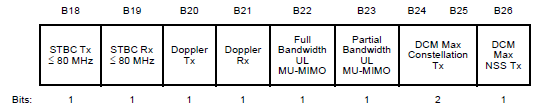 B18 B19 B20 B21 B22 B23 B24 B25 B26
STBC Tx
≤ 80 MHz
STBC Rx
≤ 80 MHz
Doppler
Tx
Doppler
Rx
Full
Bandwidth
UL
MU-MIMO
Partial
Bandwidth
UL
MU-MIMO
DCM Max
Constellation
Tx
DCM
Max
NSS Tx
Bits: 1 1 1 1 1 1 2 1